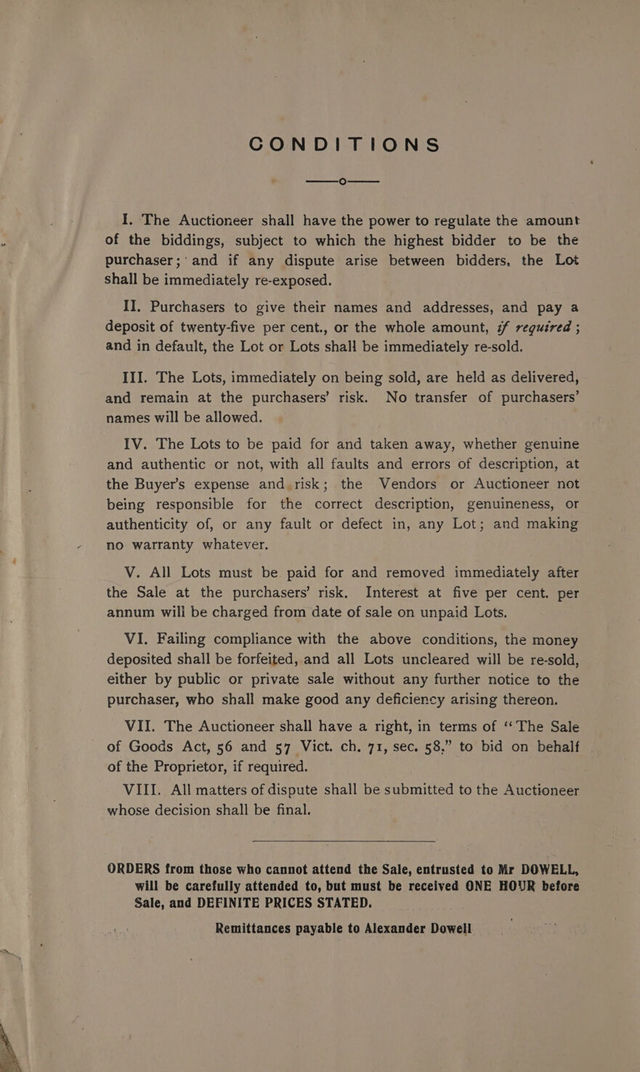 CONDITIONS
I. The Auctioneer shall have the power to regulate the amount
of the biddings, subject to which the highest bidder to be the
purchaser; and if any dispute arise between bidders, the Lot
shall be immediately re-exposed.
II. Purchasers to give their names and addresses, and pay a
deposit of twenty-five per cent., or the whole amount, if required;
and in default, the Lot or Lots shall be immediately re-sold.
III. The Lots, immediately on being sold, are held as delivered,
and remain at the purchasers' risk. No transfer of purchasers'
names will be allowed.
IV. The Lots to be paid for and taken away, whether genuine
and authentic or not, with all faults and errors of description, at
the Buyer's expense and risk; the Vendors or Auctioneer not
being responsible for the correct description, genuineness, or
authenticity of, or any fault or defect in, any Lot; and making
no warranty whatever.
V. All Lots must be paid for and removed immediately after
the Sale at the purchasers' risk. Interest at five per cent. per
annum will be charged from date of sale on unpaid Lots.
VI. Failing compliance with the above conditions, the money
deposited shall be forfeited, and all Lots uncleared will be re-sold,
either by public or private sale without any further notice to the
purchaser, who shall make good any deficiency arising thereon.
VII. The Auctioneer shall have a right, in terms of "The Sale
of Goods Act, 56 and 57 Vict. ch. 71, sec. 58," to bid on behalf
of the Proprietor, if required.
VIII. All matters of dispute shall be submitted to the Auctioneer
whose decision shall be final.
ORDERS from those who cannot attend the Sale, entrusted to Mr DOWELL,
will be carefully attended to, but must be received ONE HOUR before
Sale, and DEFINITE PRICES STATED.
Remittances payable to Alexander Dowell